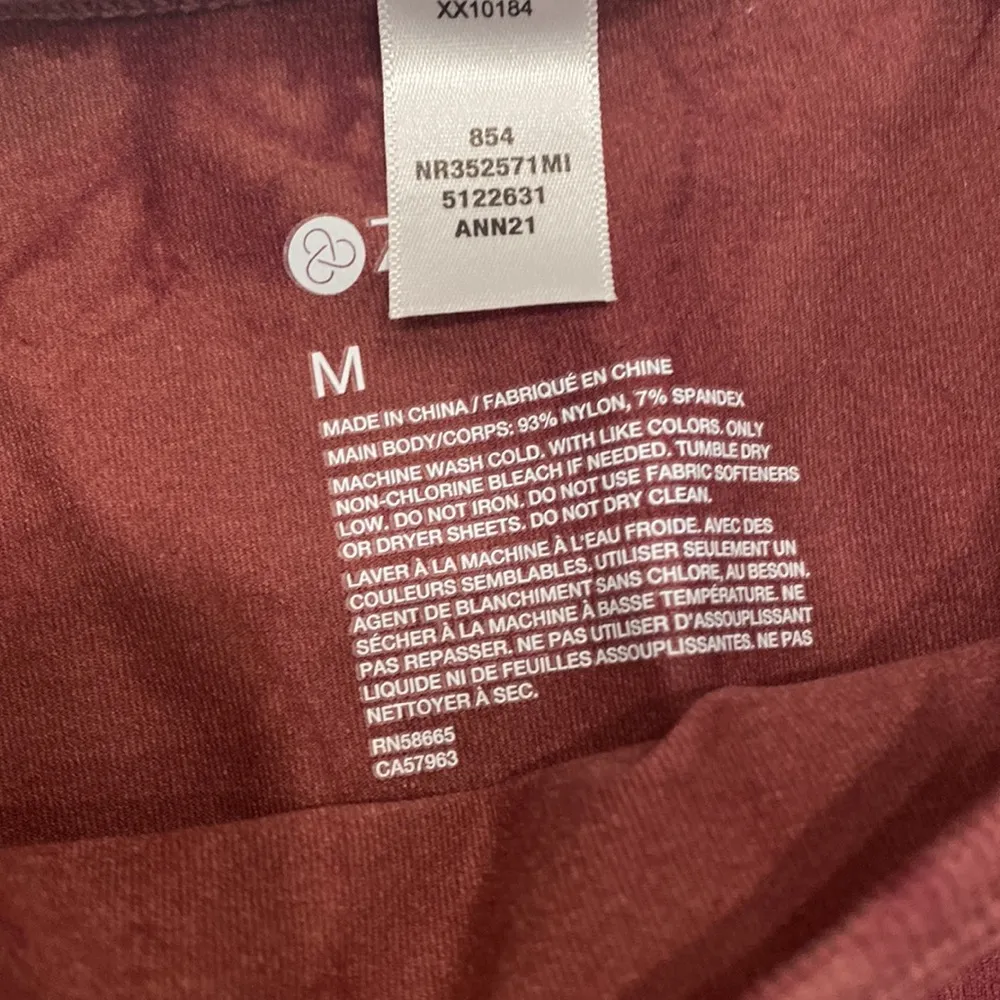 XX10184
854
NR352571MI
5122631
ANN21
M
MADE IN CHINA / FABRIQUÉ EN CHINE
MAIN BODY/CORPS: 93% NYLON, 7% SPANDEX
MACHINE WASH COLD. WITH LIKE COLORS. ONLY
NON-CHLORINE BLEACH IF NEEDED. TUMBLE DRY
LOW. DO NOT IRON. DO NOT USE FABRIC SOFTENERS
OR DRYER SHEETS. DO NOT DRY CLEAN.
LAVER À LA MACHINE À L'EAU FROIDE. AVEC DES
COULEURS SEMBLABLES, UTILISER SEULEMENT UN
AGENT DE BLANCHIMENT SANS CHLORE, AU BESOIN.
SÉCHER À LA MACHINE À BASSE TEMPÉRATURE. NE
PAS REPASSER. NE PAS UTILISER D'ASSOUPLISSANT
LIQUIDE NI DE FEUILLES ASSOUPLISSANTES. NE PAS
NETTOYER À SEC.
RN58665
CA57963